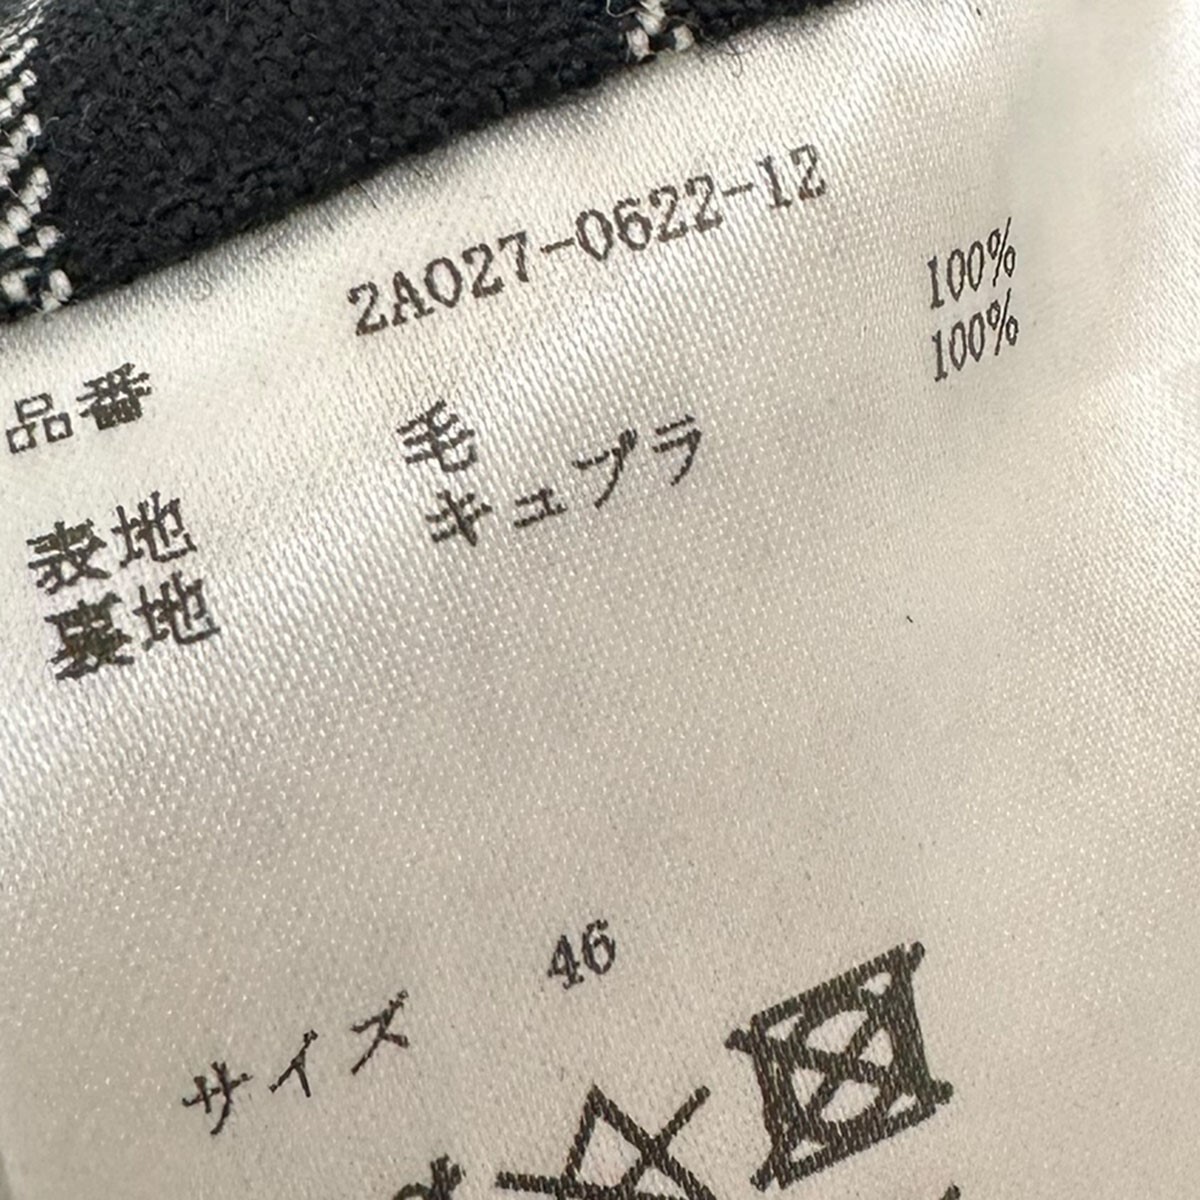 品番 2A027-0622-12
表地 毛 100%
裏地 キュプラ 100%
サイズ 46